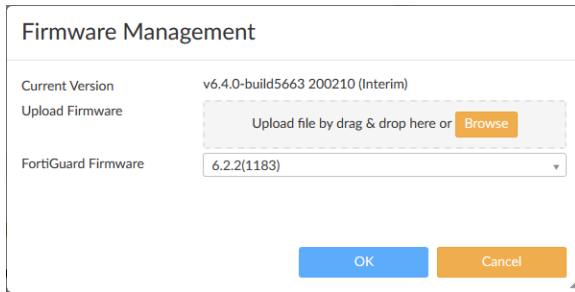 Firmware Management
Current Version v6.4.0-build5663 200210 (Interim)
Upload Firmware
Upload file by drag & drop here or Browse
FortiGuard Firmware 6.2.2(1183)
OK Cancel